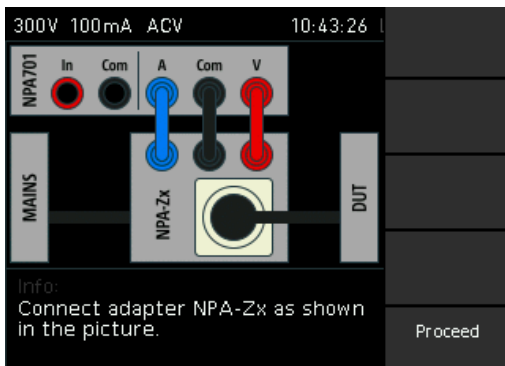 300V 100mA ACV 10:43:26
In Com A Com V
NPA701
MAINS
NPA-Zx
DUT
Info:
Connect adapter NPA-Zx as shown
in the picture.
Proceed